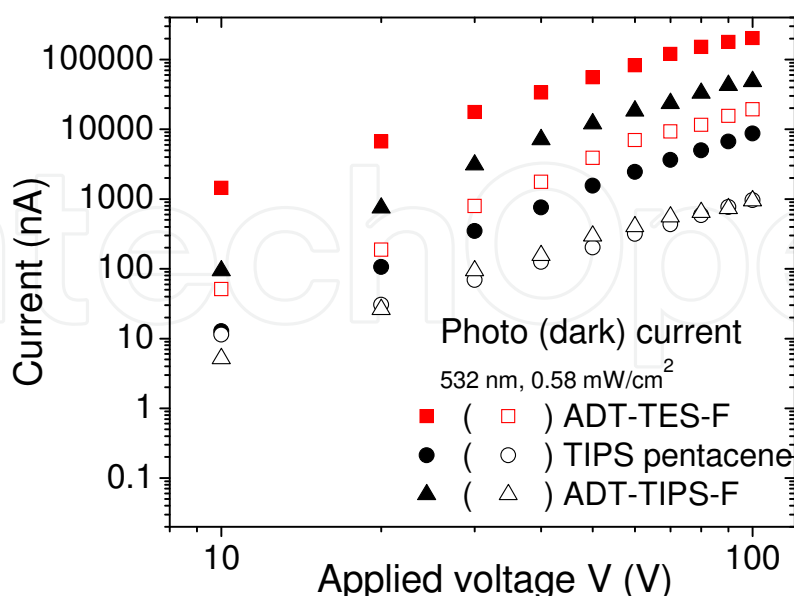 100000
10000
1000
100
10
1
0.1
Current (nA)
Photo (dark) current
532 nm, 0.58 mW/cm²
( ) ADT-TES-F
( ) TIPS pentacene
( ) ADT-TIPS-F
10 100
Applied voltage V (V)